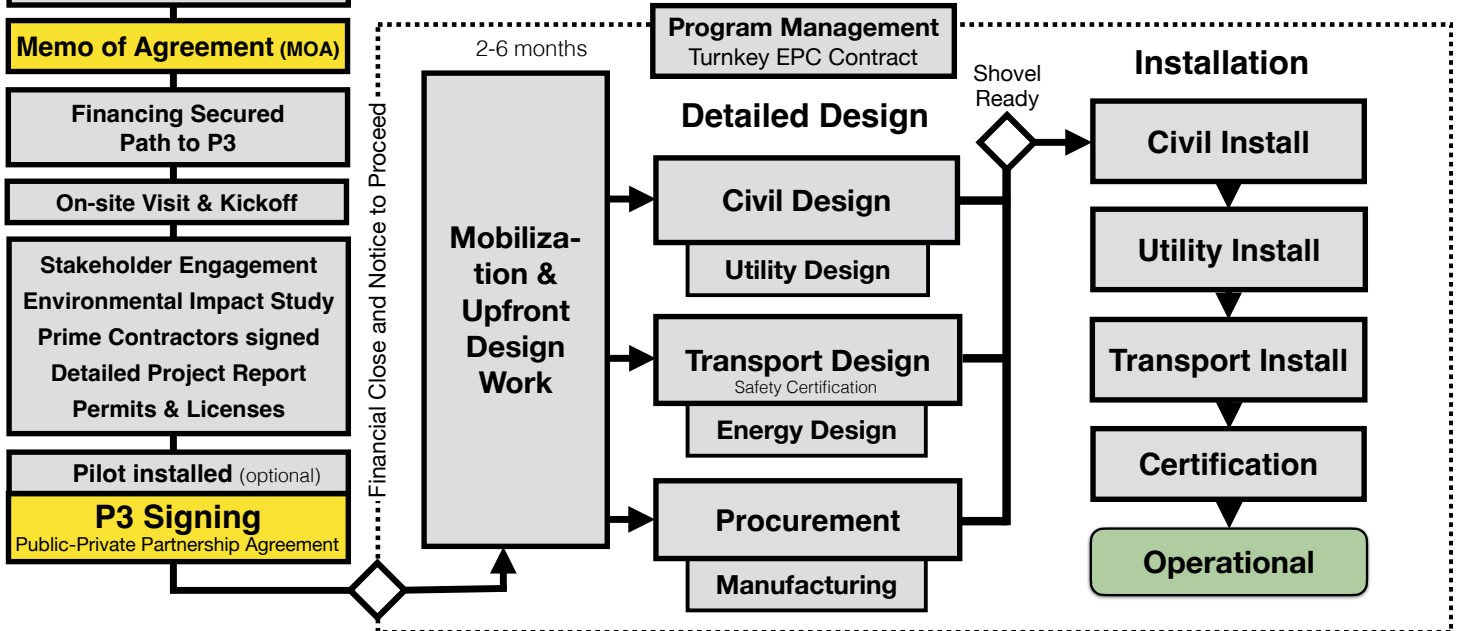 Memo of Agreement (MOA)
Financing Secured
Path to P3
On-site Visit & Kickoff
Stakeholder Engagement
Environmental Impact Study
Prime Contractors signed
Detailed Project Report
Permits & Licenses
Pilot installed (optional)
P3 Signing
Public-Private Partnership Agreement
Financial Close and Notice to Proceed
2-6 months
Mobiliza-
tion &
Upfront
Design
Work
Program Management
Turnkey EPC Contract
Detailed Design
Civil Design
Utility Design
Transport Design
Safety Certification
Energy Design
Procurement
Manufacturing
Shovel
Ready
Installation
Civil Install
Utility Install
Transport Install
Certification
Operational